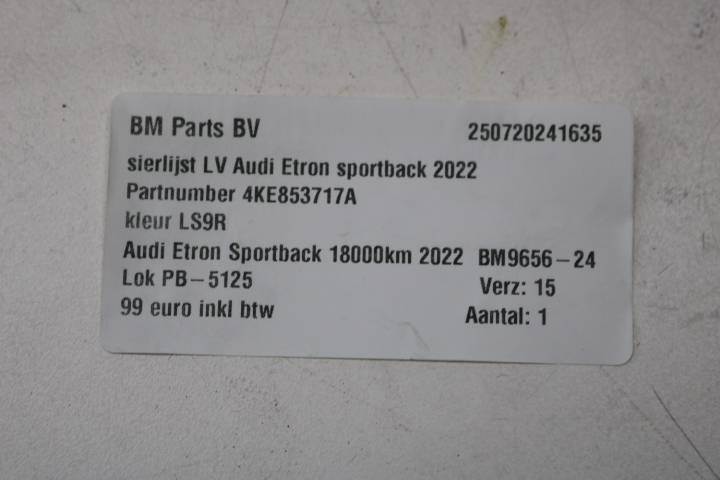 BM Parts BV 250720241635
sierlijst LV Audi Etron sportback 2022
Partnumber 4KE853717A
kleur LS9R
Audi Etron Sportback 18000km 2022 BM9656-24
Lok PB-5125 Verz: 15
99 euro inkl btw Aantal: 1